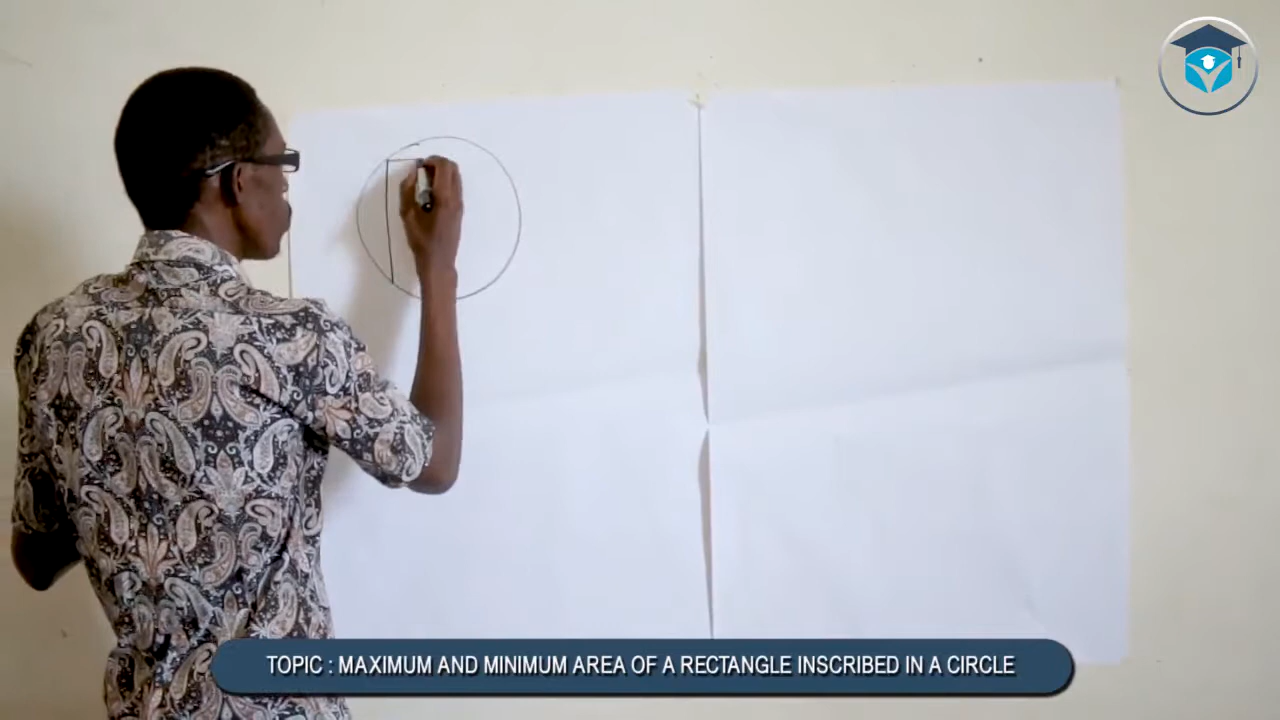 TOPIC : MAXIMUM AND MINIMUM AREA OF A RECTANGLE INSCRIBED IN A CIRCLE